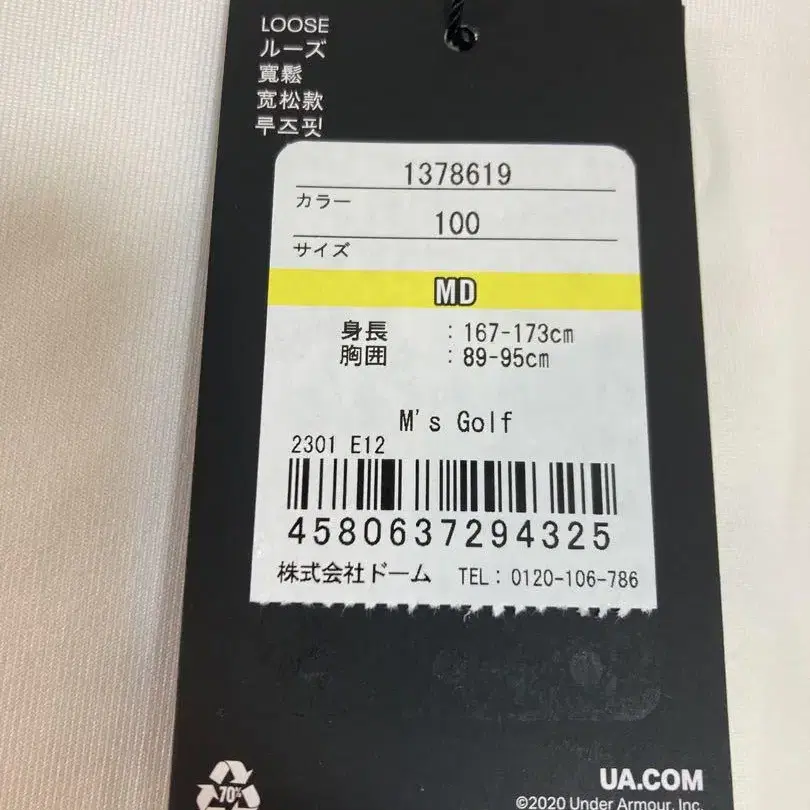 LOOSE
ルーズ
寬鬆
宽松款
루즈핏
1378619
カラー
100
サイズ
MD
身長 : 167-173cm
胸囲 : 89-95cm
M's Golf
2301 E12
4580637294325
株式会社ドーム TEL: 0120-106-786
70%
UA.COM
©2020 Under Armour, Inc.